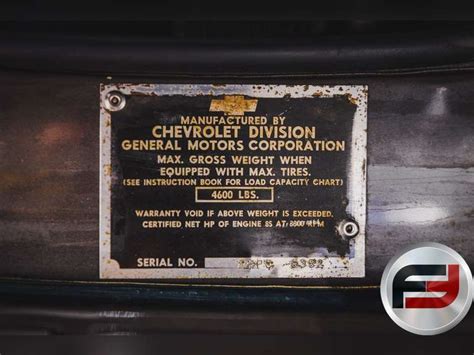 MANUFACTURED BY
CHEVROLET DIVISION
GENERAL MOTORS CORPORATION
MAX. GROSS WEIGHT WHEN
EQUIPPED WITH MAX. TIRES.
(SEE INSTRUCTION BOOK FOR LOAD CAPACITY CHART)
4600 LBS.
WARRANTY VOID IF ABOVE WEIGHT IS EXCEEDED.
CERTIFIED NET HP OF ENGINE 85 AT
SERIAL NO.